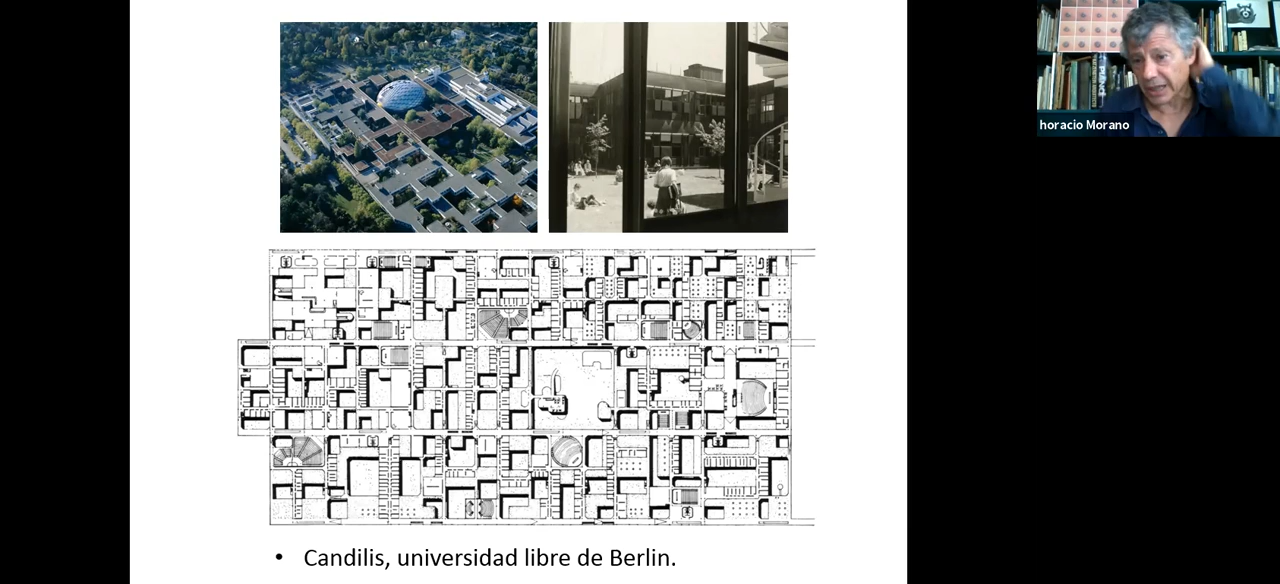 horacio Morano
• Candilis, universidad libre de Berlin.